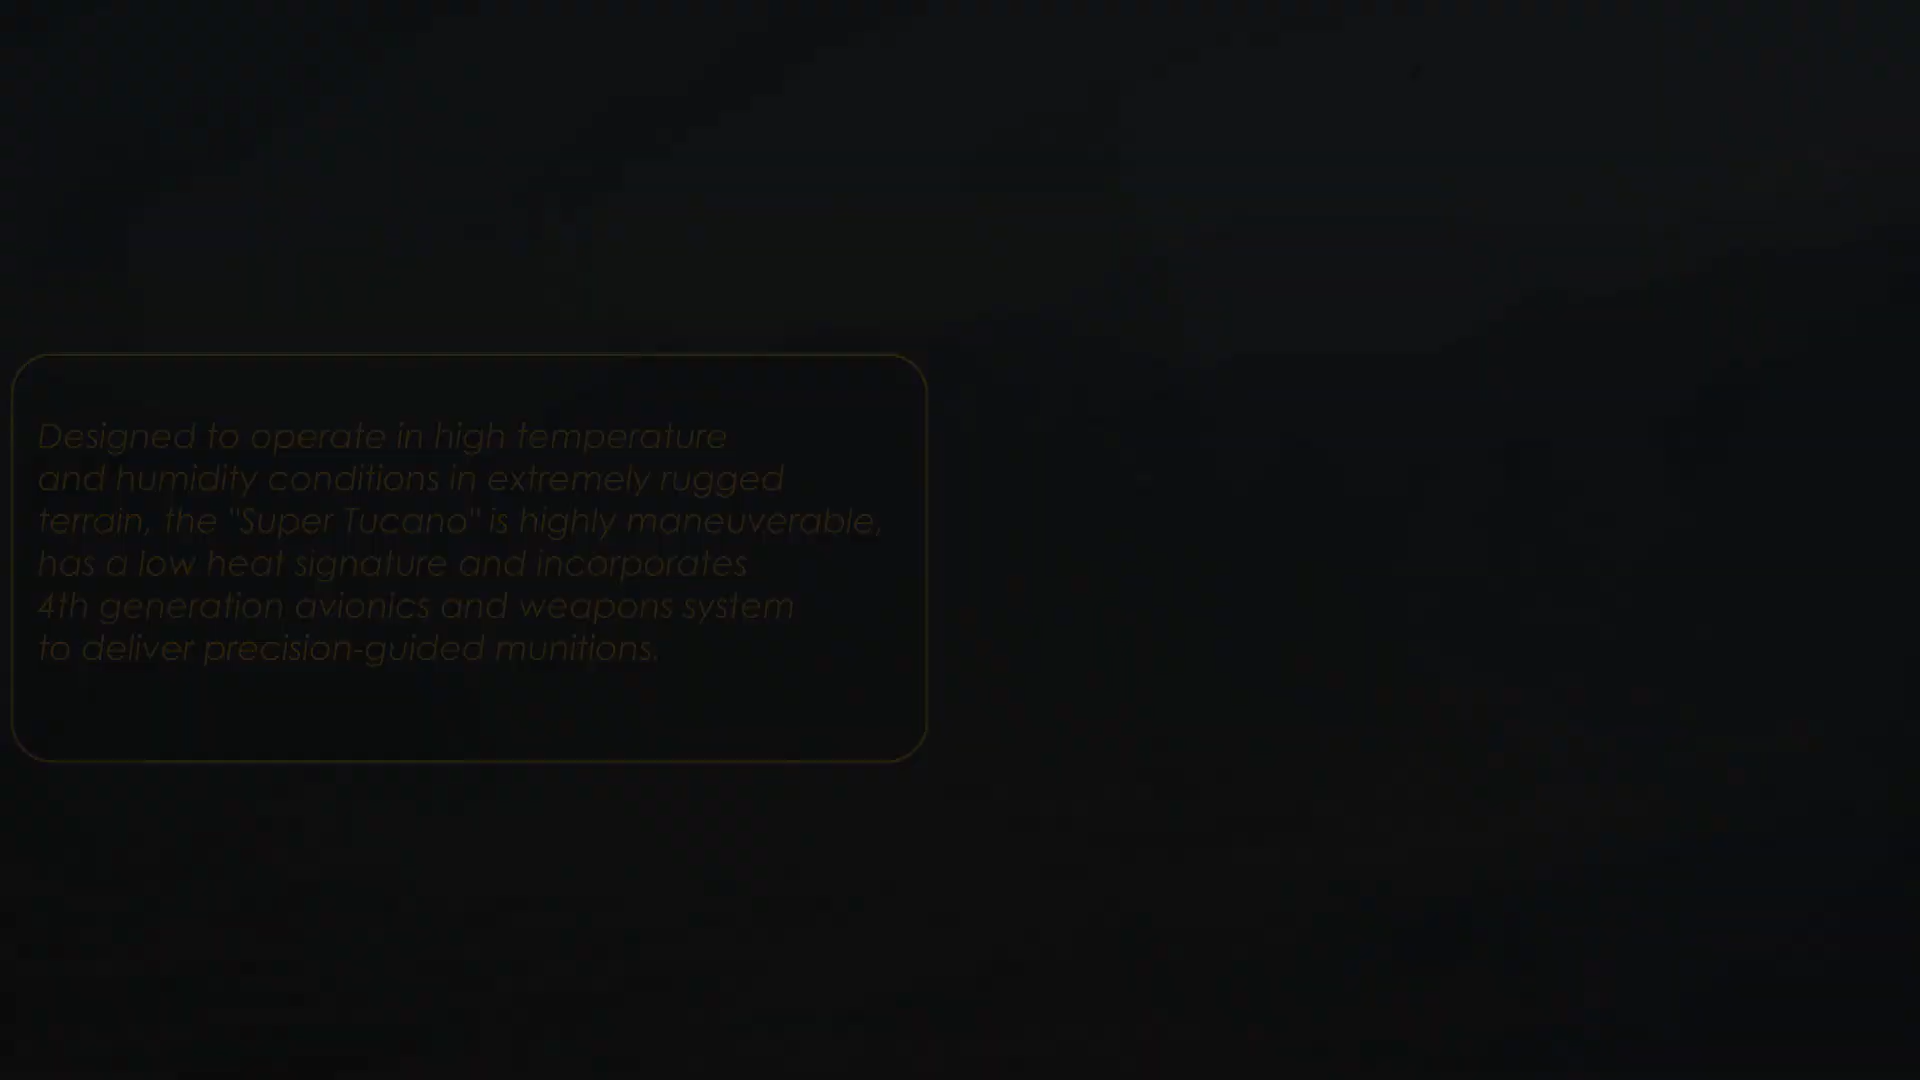 Designed to operate in high temperature
and humidity conditions in extremely rugged
terrain, the "Super Tucano" is highly maneuverable,
has a low heat signature and incorporates
4th generation avionics and weapons system
to deliver precision-guided munitions.